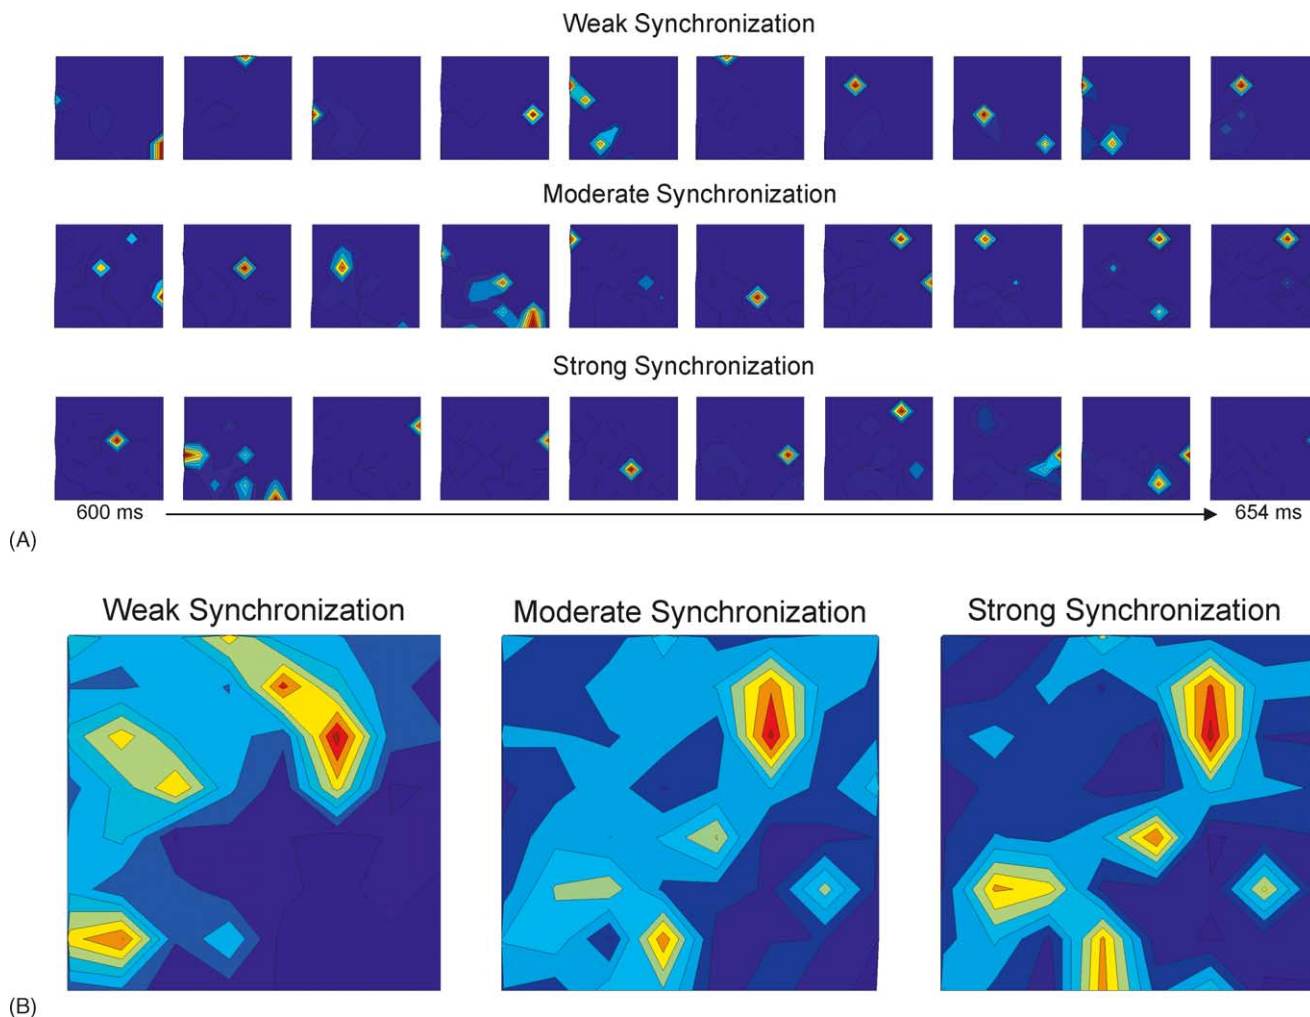 Weak Synchronization
Moderate Synchronization
Strong Synchronization
600 ms 654 ms
(A)
Weak Synchronization Moderate Synchronization Strong Synchronization
(B)